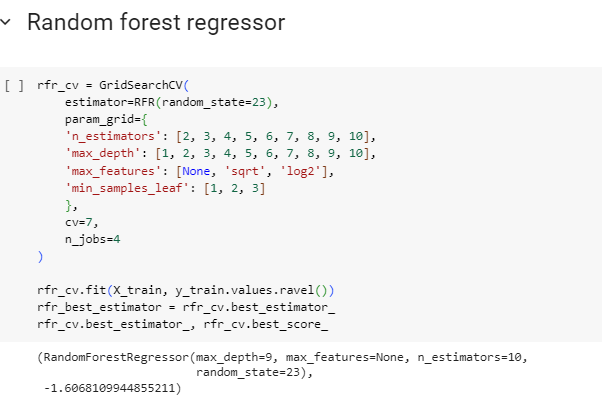 Random forest regressor
[ ] rfr_cv = GridSearchCV(
estimator=RFR(random_state=23),
param_grid={
'n_estimators': [2, 3, 4, 5, 6, 7, 8, 9, 10],
'max_depth': [1, 2, 3, 4, 5, 6, 7, 8, 9, 10],
'max_features': [None, 'sqrt', 'log2'],
'min_samples_leaf': [1, 2, 3]
},
cv=7,
n_jobs=4
)
rfr_cv.fit(X_train, y_train.values.ravel())
rfr_best_estimator = rfr_cv.best_estimator_
rfr_cv.best_estimator_, rfr_cv.best_score_
(RandomForestRegressor(max_depth=9, max_features=None, n_estimators=10,
random_state=23),
-1.6068109944855211)